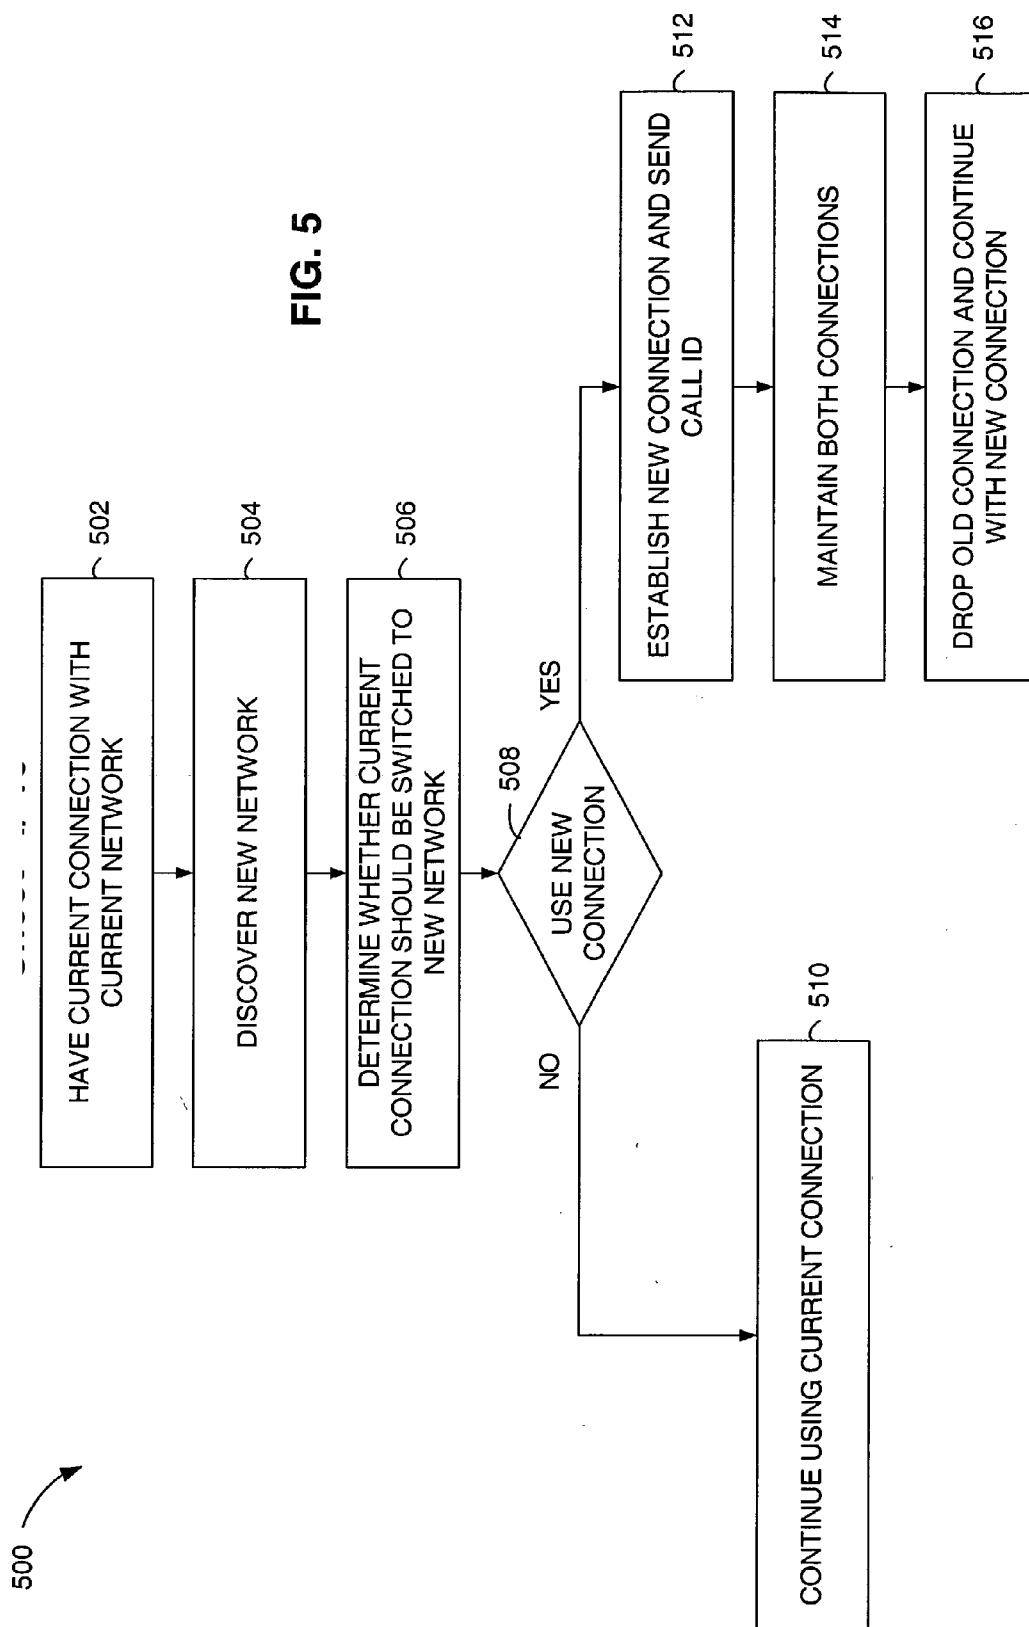 500
HAVE CURRENT CONNECTION WITH
CURRENT NETWORK
502
DISCOVER NEW NETWORK
504
DETERMINE WHETHER CURRENT
CONNECTION SHOULD BE SWITCHED TO
NEW NETWORK
506
USE NEW
CONNECTION
508
NO
YES
CONTINUE USING CURRENT CONNECTION
510
ESTABLISH NEW CONNECTION AND SEND
CALL ID
512
MAINTAIN BOTH CONNECTIONS
514
DROP OLD CONNECTION AND CONTINUE
WITH NEW CONNECTION
516
FIG. 5